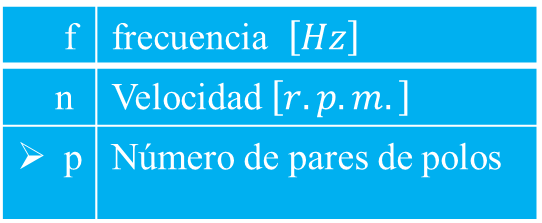 f frecuencia [Hz]
n Velocidad [r.p.m.]
➢ p Número de pares de polos